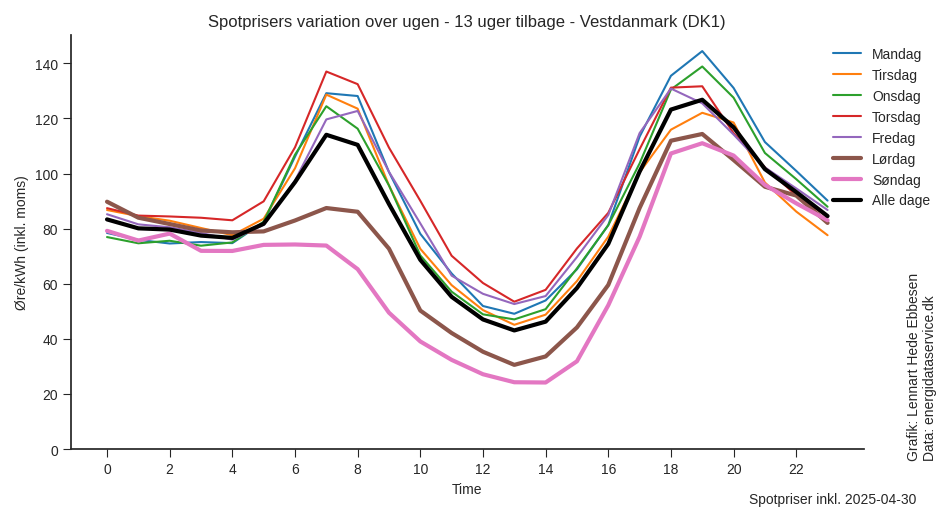 Spotprisers variation over ugen - 13 uger tilbage - Vestdanmark (DK1)
Øre/kWh (inkl. moms)
140
120
100
80
60
40
20
0
0 2 4 6 8 10 12 14 16 18 20 22
Time
Mandag
Tirsdag
Onsdag
Torsdag
Fredag
Lørdag
Søndag
Alle dage
Grafik: Lennart Hede Ebbesen
Data: energidataservice.dk
Spotpriser inkl. 2025-04-30